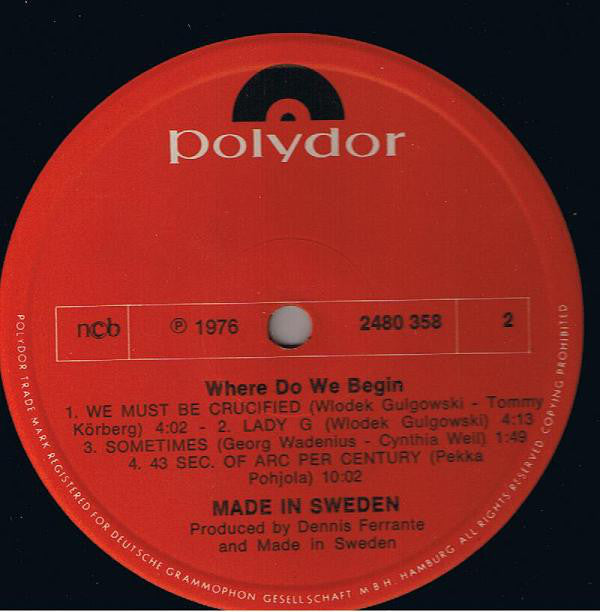 polydor
ncb
℗ 1976
2480 358
2
Where Do We Begin
1. WE MUST BE CRUCIFIED (Wlodek Gulgowski - Tommy
Körberg) 4:02 - 2. LADY G (Wlodek Gulgowski) 4:13
3. SOMETIMES (Georg Wadenius - Cynthia Weil) 1:49
4. 43 SEC. OF ARC PER CENTURY (Pekka
Pohjola) 10:02
MADE IN SWEDEN
Produced by Dennis Ferrante
and Made in Sweden
POLYDOR TRADE MARK REGISTERED FOR DEUTSCHE GRAMMOPHON GESELLSCHAFT M B H. HAMBURG ALL RIGHTS RESERVED COPYING PROHIBITED